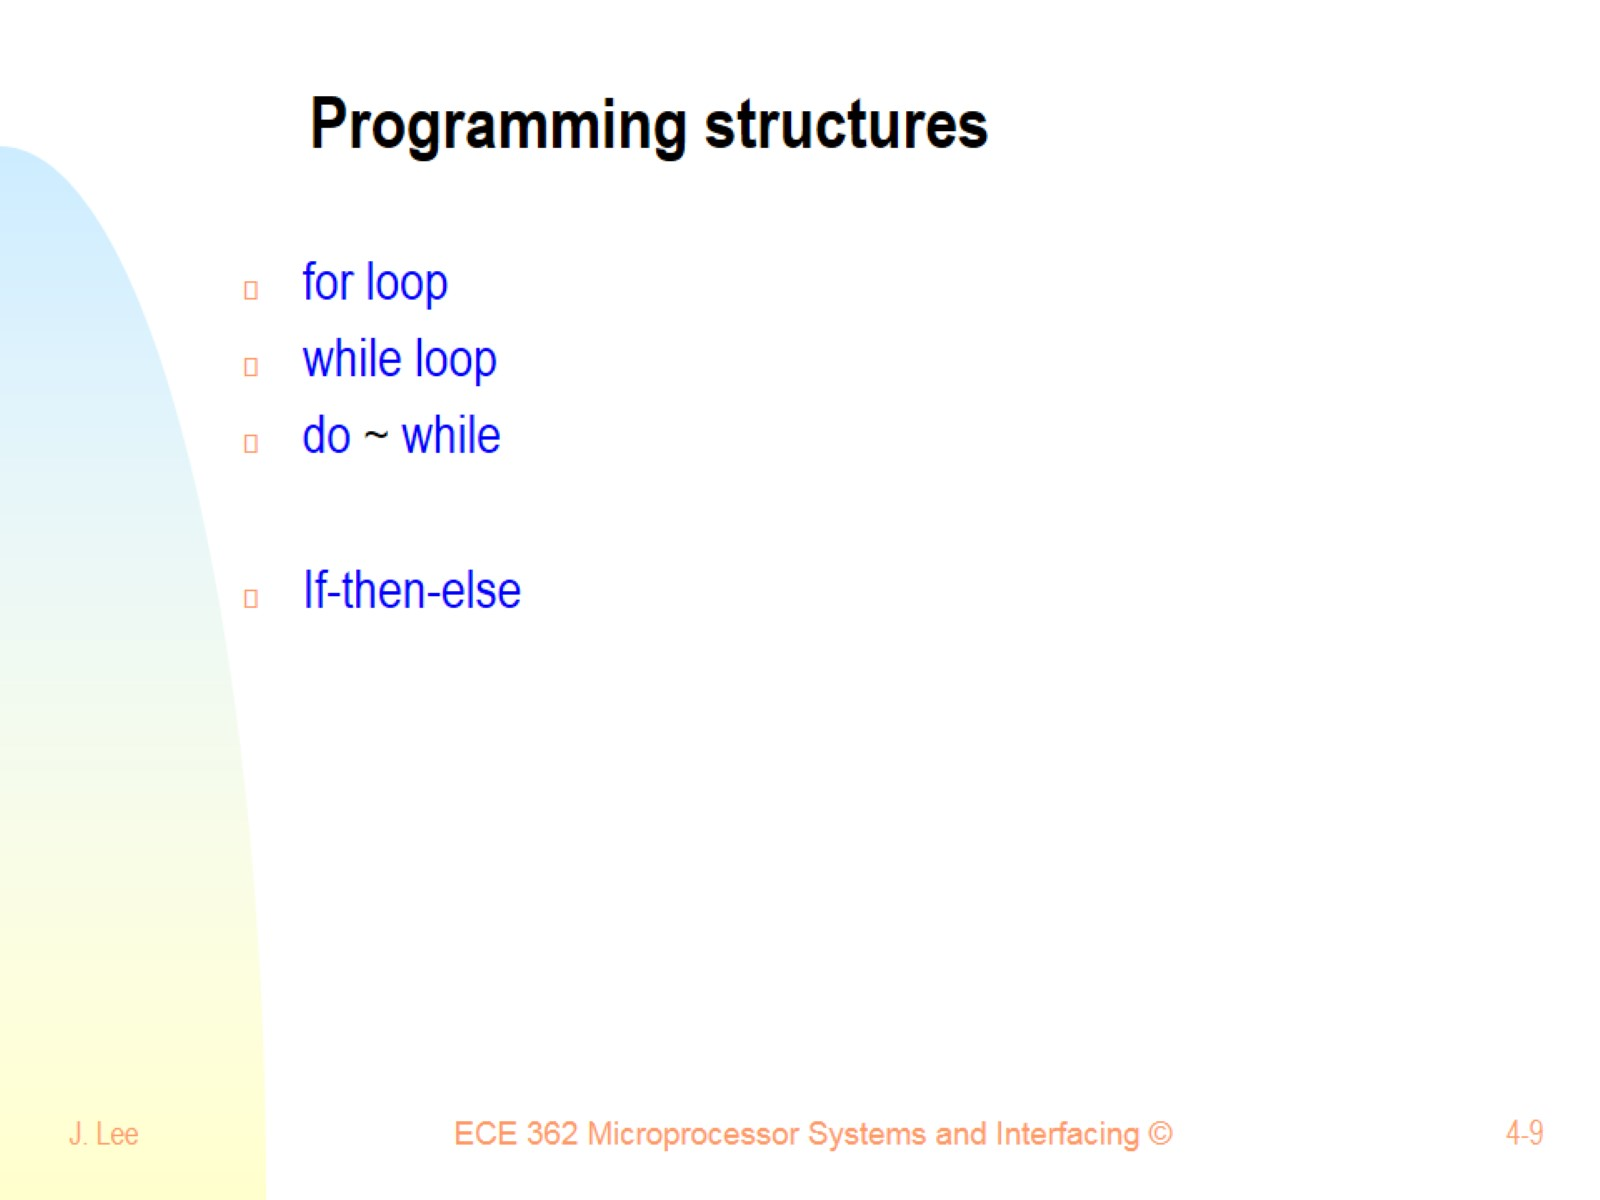 Programming structures
for loop
while loop
do ~ while
If-then-else
J. Lee
ECE 362 Microprocessor Systems and Interfacing ©
4-9